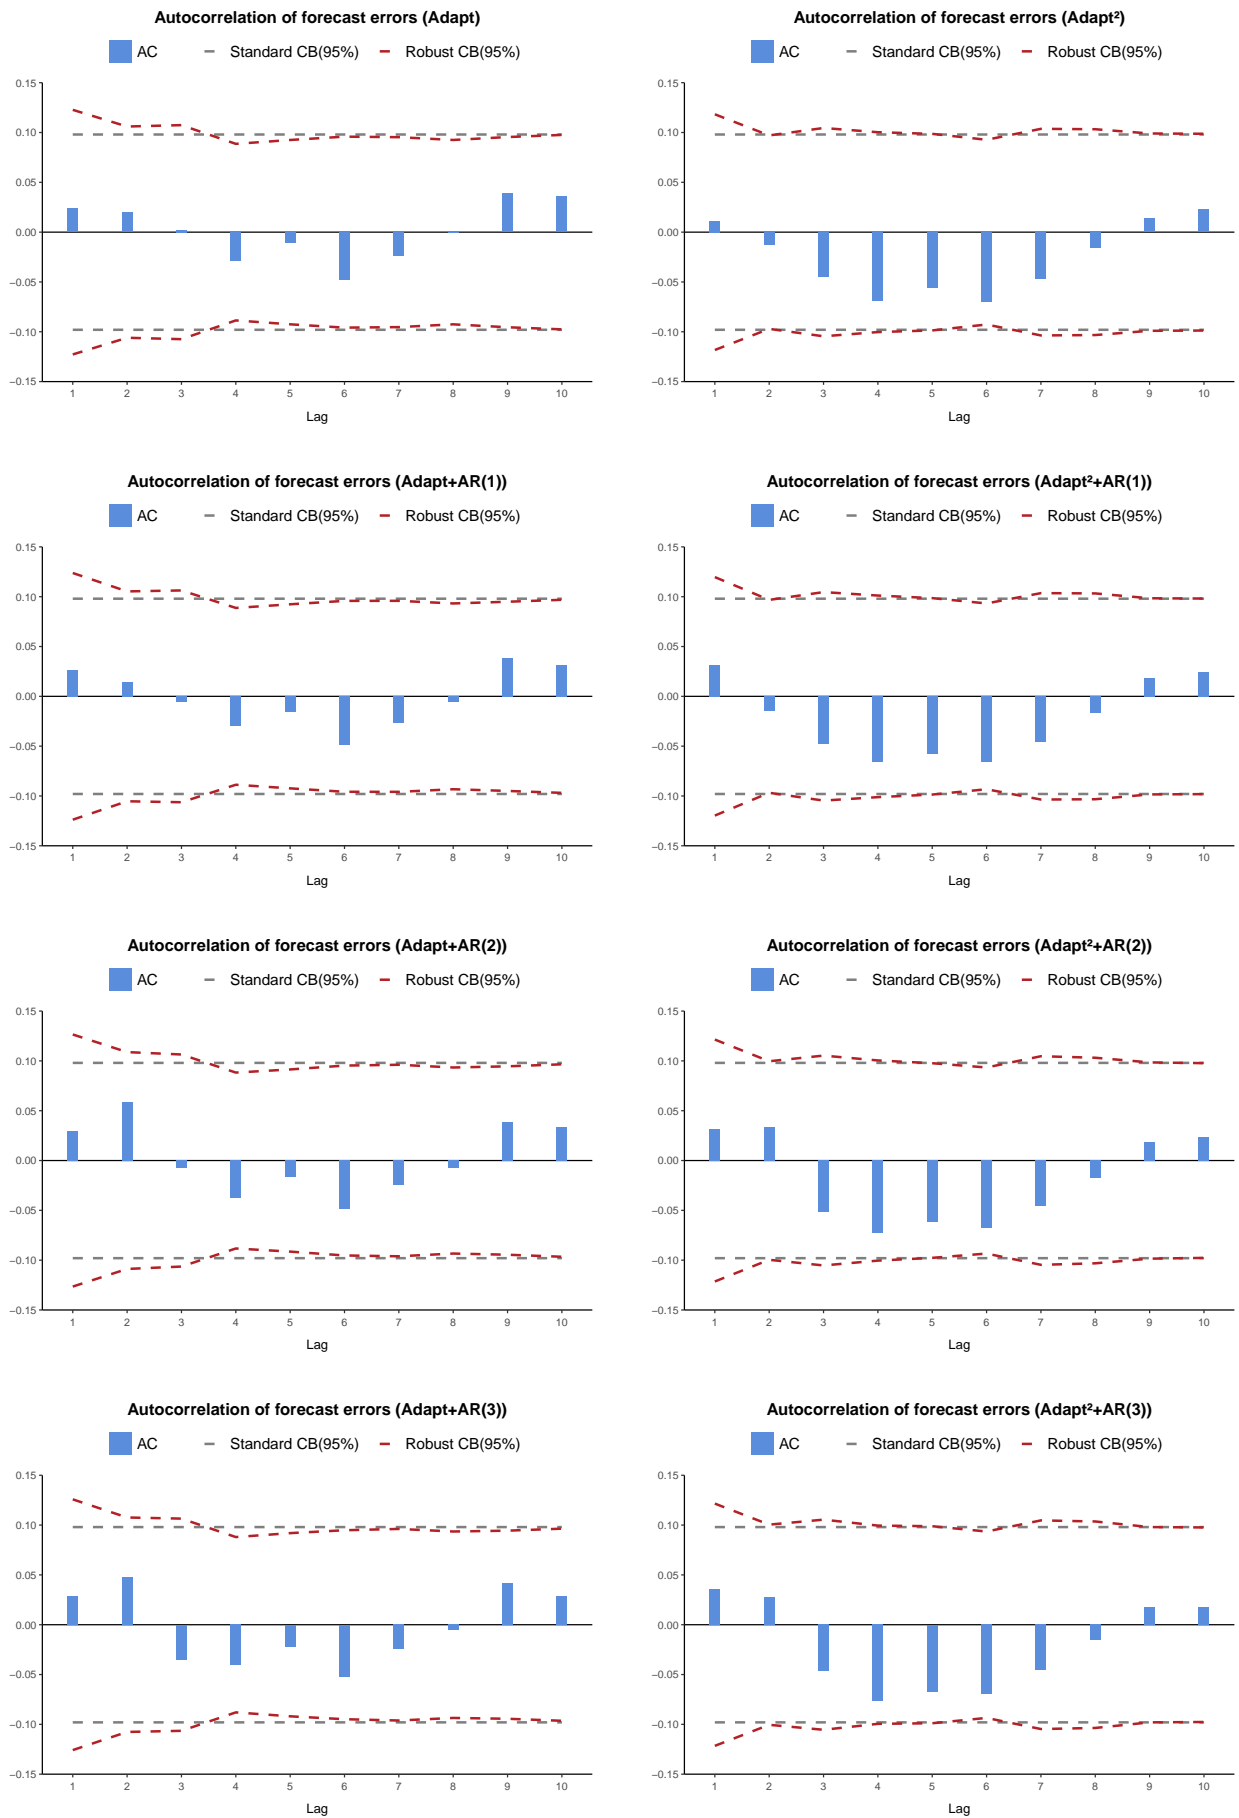 Autocorrelation of forecast errors (Adapt)
AC Standard CB(95%) Robust CB(95%)
0.15
0.10
0.05
0.00
−0.05
−0.10
−0.15
1 2 3 4 5 6 7 8 9 10
Lag
Autocorrelation of forecast errors (Adapt²)
AC Standard CB(95%) Robust CB(95%)
0.15
0.10
0.05
0.00
−0.05
−0.10
−0.15
1 2 3 4 5 6 7 8 9 10
Lag
Autocorrelation of forecast errors (Adapt+AR(1))
AC Standard CB(95%) Robust CB(95%)
0.15
0.10
0.05
0.00
−0.05
−0.10
−0.15
1 2 3 4 5 6 7 8 9 10
Lag
Autocorrelation of forecast errors (Adapt²+AR(1))
AC Standard CB(95%) Robust CB(95%)
0.15
0.10
0.05
0.00
−0.05
−0.10
−0.15
1 2 3 4 5 6 7 8 9 10
Lag
Autocorrelation of forecast errors (Adapt+AR(2))
AC Standard CB(95%) Robust CB(95%)
0.15
0.10
0.05
0.00
−0.05
−0.10
−0.15
1 2 3 4 5 6 7 8 9 10
Lag
Autocorrelation of forecast errors (Adapt²+AR(2))
AC Standard CB(95%) Robust CB(95%)
0.15
0.10
0.05
0.00
−0.05
−0.10
−0.15
1 2 3 4 5 6 7 8 9 10
Lag
Autocorrelation of forecast errors (Adapt+AR(3))
AC Standard CB(95%) Robust CB(95%)
0.15
0.10
0.05
0.00
−0.05
−0.10
−0.15
1 2 3 4 5 6 7 8 9 10
Lag
Autocorrelation of forecast errors (Adapt²+AR(3))
AC Standard CB(95%) Robust CB(95%)
0.15
0.10
0.05
0.00
−0.05
−0.10
−0.15
1 2 3 4 5 6 7 8 9 10
Lag